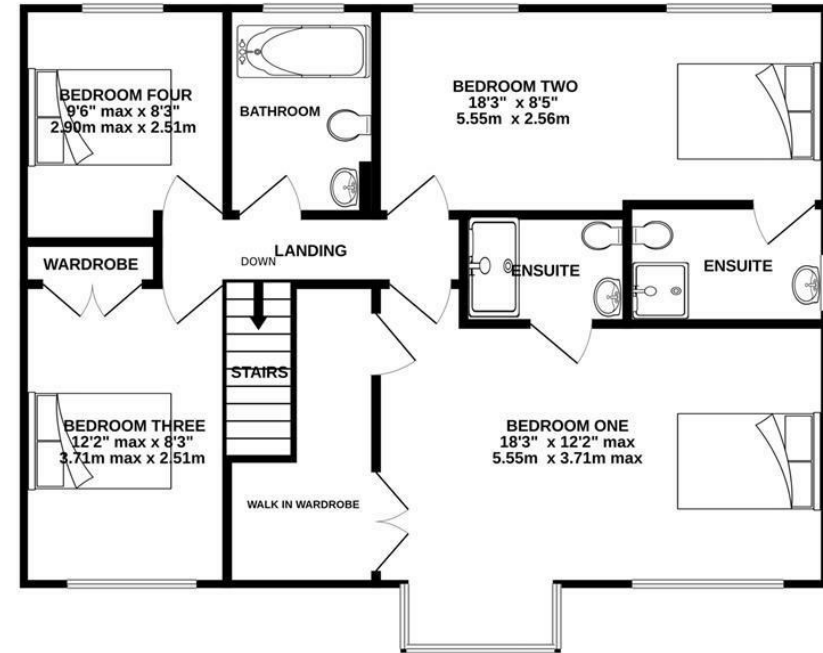 BEDROOM FOUR
9'6" max x 8'3"
2.90m max x 2.51m
BATHROOM
BEDROOM TWO
18'3" x 8'5"
5.55m x 2.56m
WARDROBE
DOWN
LANDING
ENSUITE
ENSUITE
STAIRS
BEDROOM THREE
12'2" max x 8'3"
3.71m max x 2.51m
WALK IN WARDROBE
BEDROOM ONE
18'3" x 12'2" max
5.55m x 3.71m max